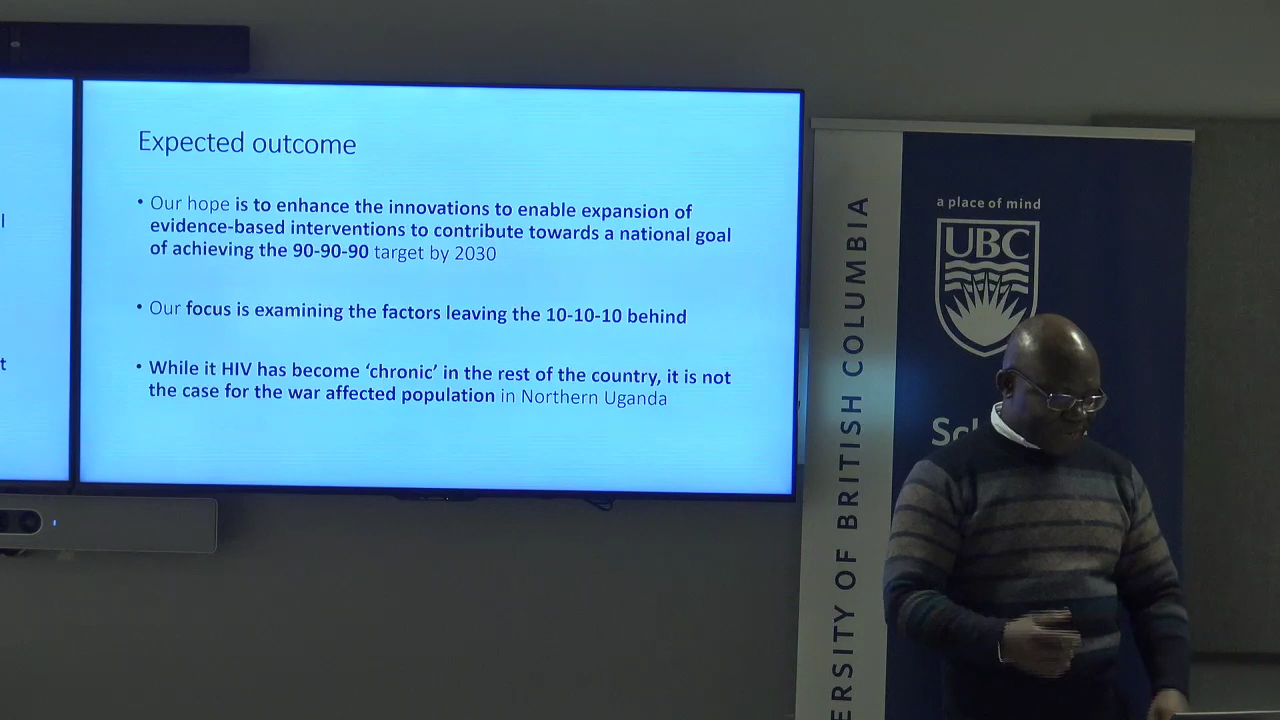 Expected outcome
• Our hope is to enhance the innovations to enable expansion of
evidence-based interventions to contribute towards a national goal
of achieving the 90-90-90 target by 2030
• Our focus is examining the factors leaving the 10-10-10 behind
• While it HIV has become ‘chronic’ in the rest of the country, it is not
the case for the war affected population in Northern Uganda
OF BRITISH COLUMBIA
a place of mind
UBC